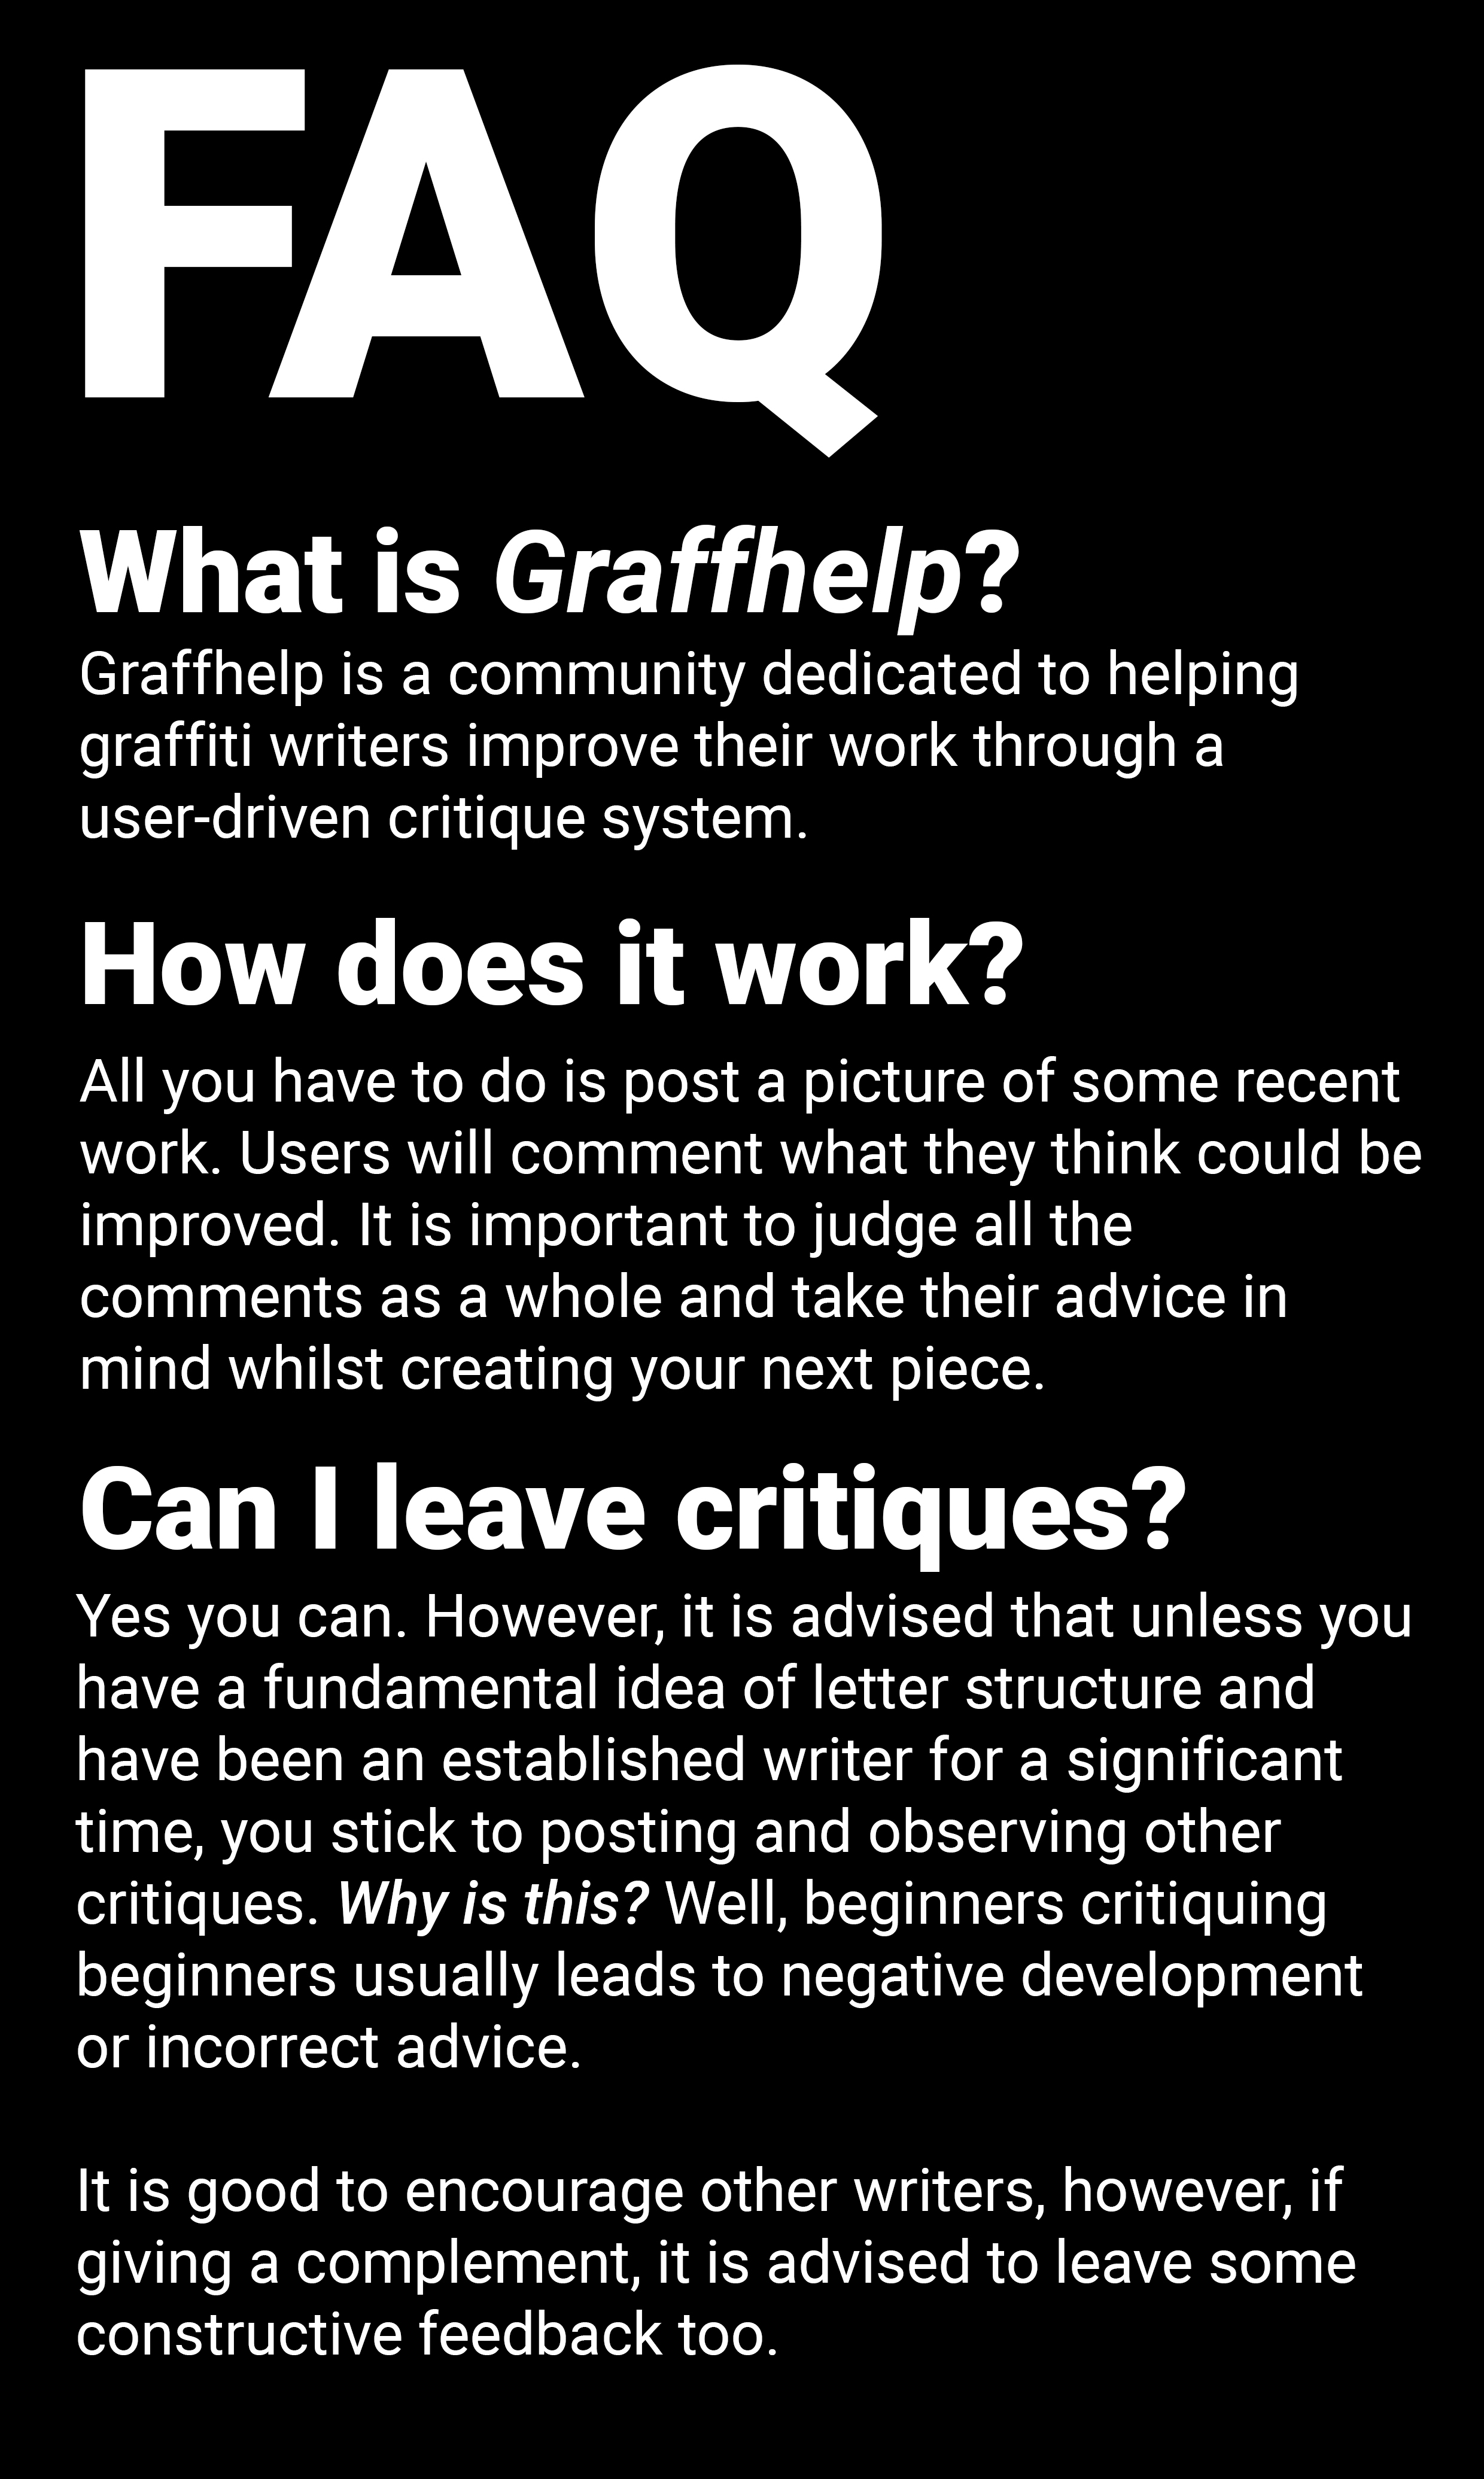 FAQ
What is Graffhelp?
Graffhelp is a community dedicated to helping
graffiti writers improve their work through a
user-driven critique system.
How does it work?
All you have to do is post a picture of some recent
work. Users will comment what they think could be
improved. It is important to judge all the
comments as a whole and take their advice in
mind whilst creating your next piece.
Can I leave critiques?
Yes you can. However, it is advised that unless you
have a fundamental idea of letter structure and
have been an established writer for a significant
time, you stick to posting and observing other
critiques. Why is this? Well, beginners critiquing
beginners usually leads to negative development
or incorrect advice.
It is good to encourage other writers, however, if
giving a complement, it is advised to leave some
constructive feedback too.